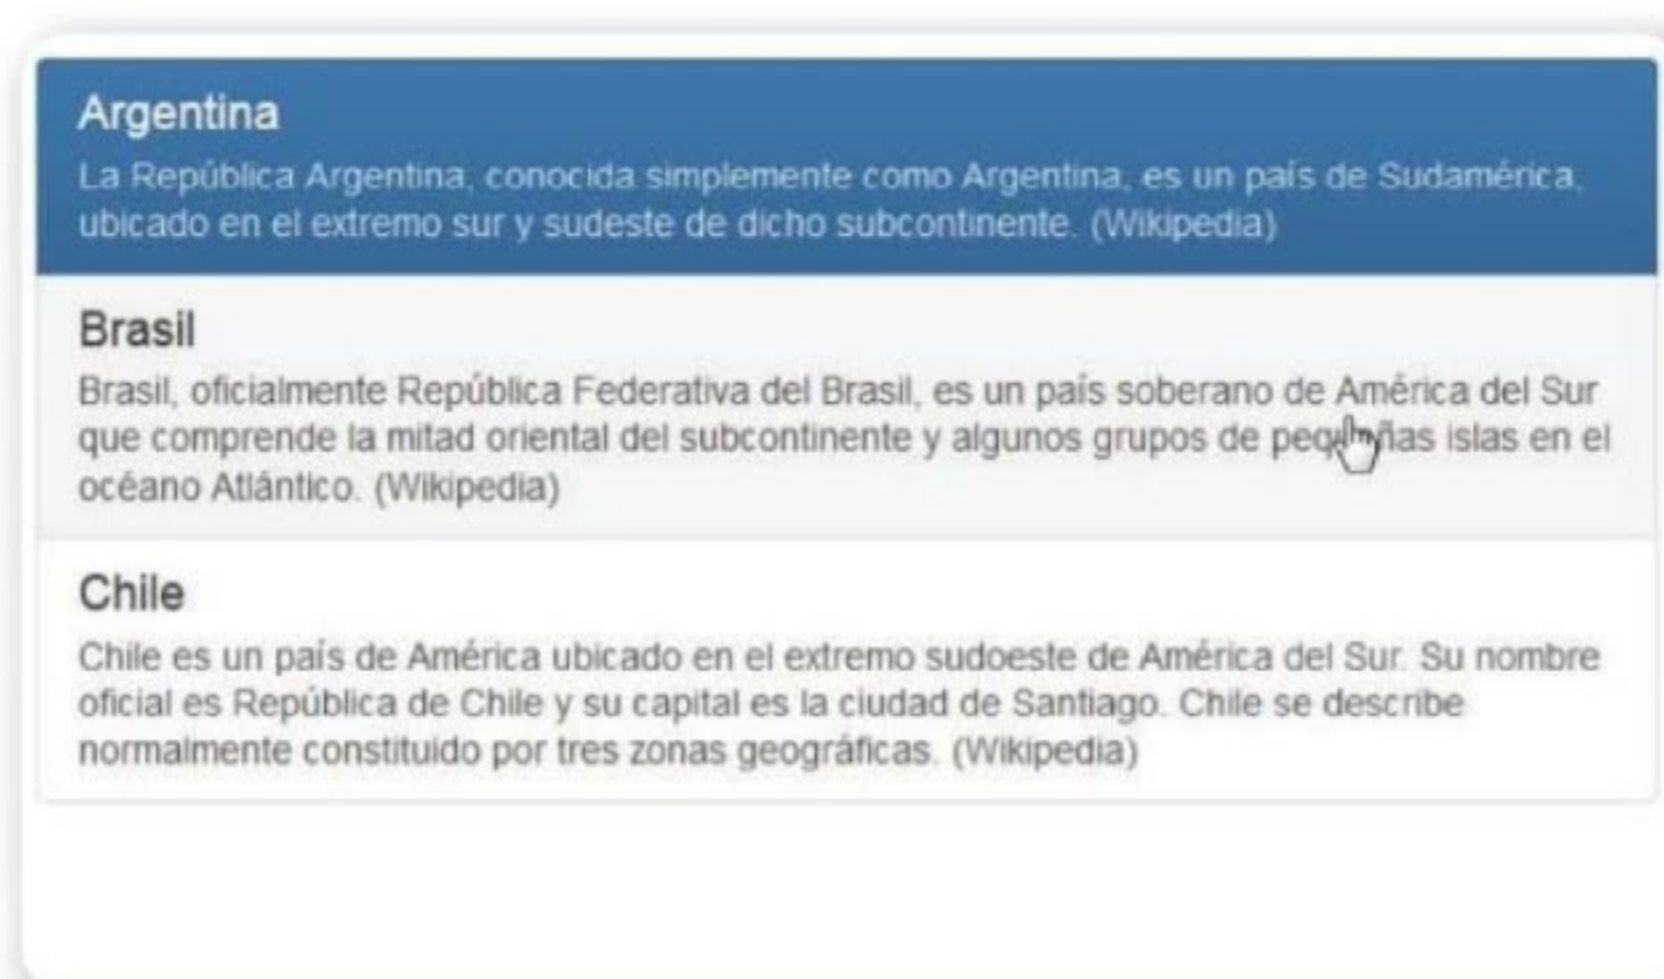 Argentina
La República Argentina, conocida simplemente como Argentina, es un país de Sudamérica,
ubicado en el extremo sur y sudeste de dicho subcontinente. (Wikipedia)
Brasil
Brasil, oficialmente República Federativa del Brasil, es un país soberano de América del Sur
que comprende la mitad oriental del subcontinente y algunos grupos de pequeñas islas en el
océano Atlántico. (Wikipedia)
Chile
Chile es un país de América ubicado en el extremo sudoeste de América del Sur. Su nombre
oficial es República de Chile y su capital es la ciudad de Santiago. Chile se describe
normalmente constituido por tres zonas geográficas. (Wikipedia)